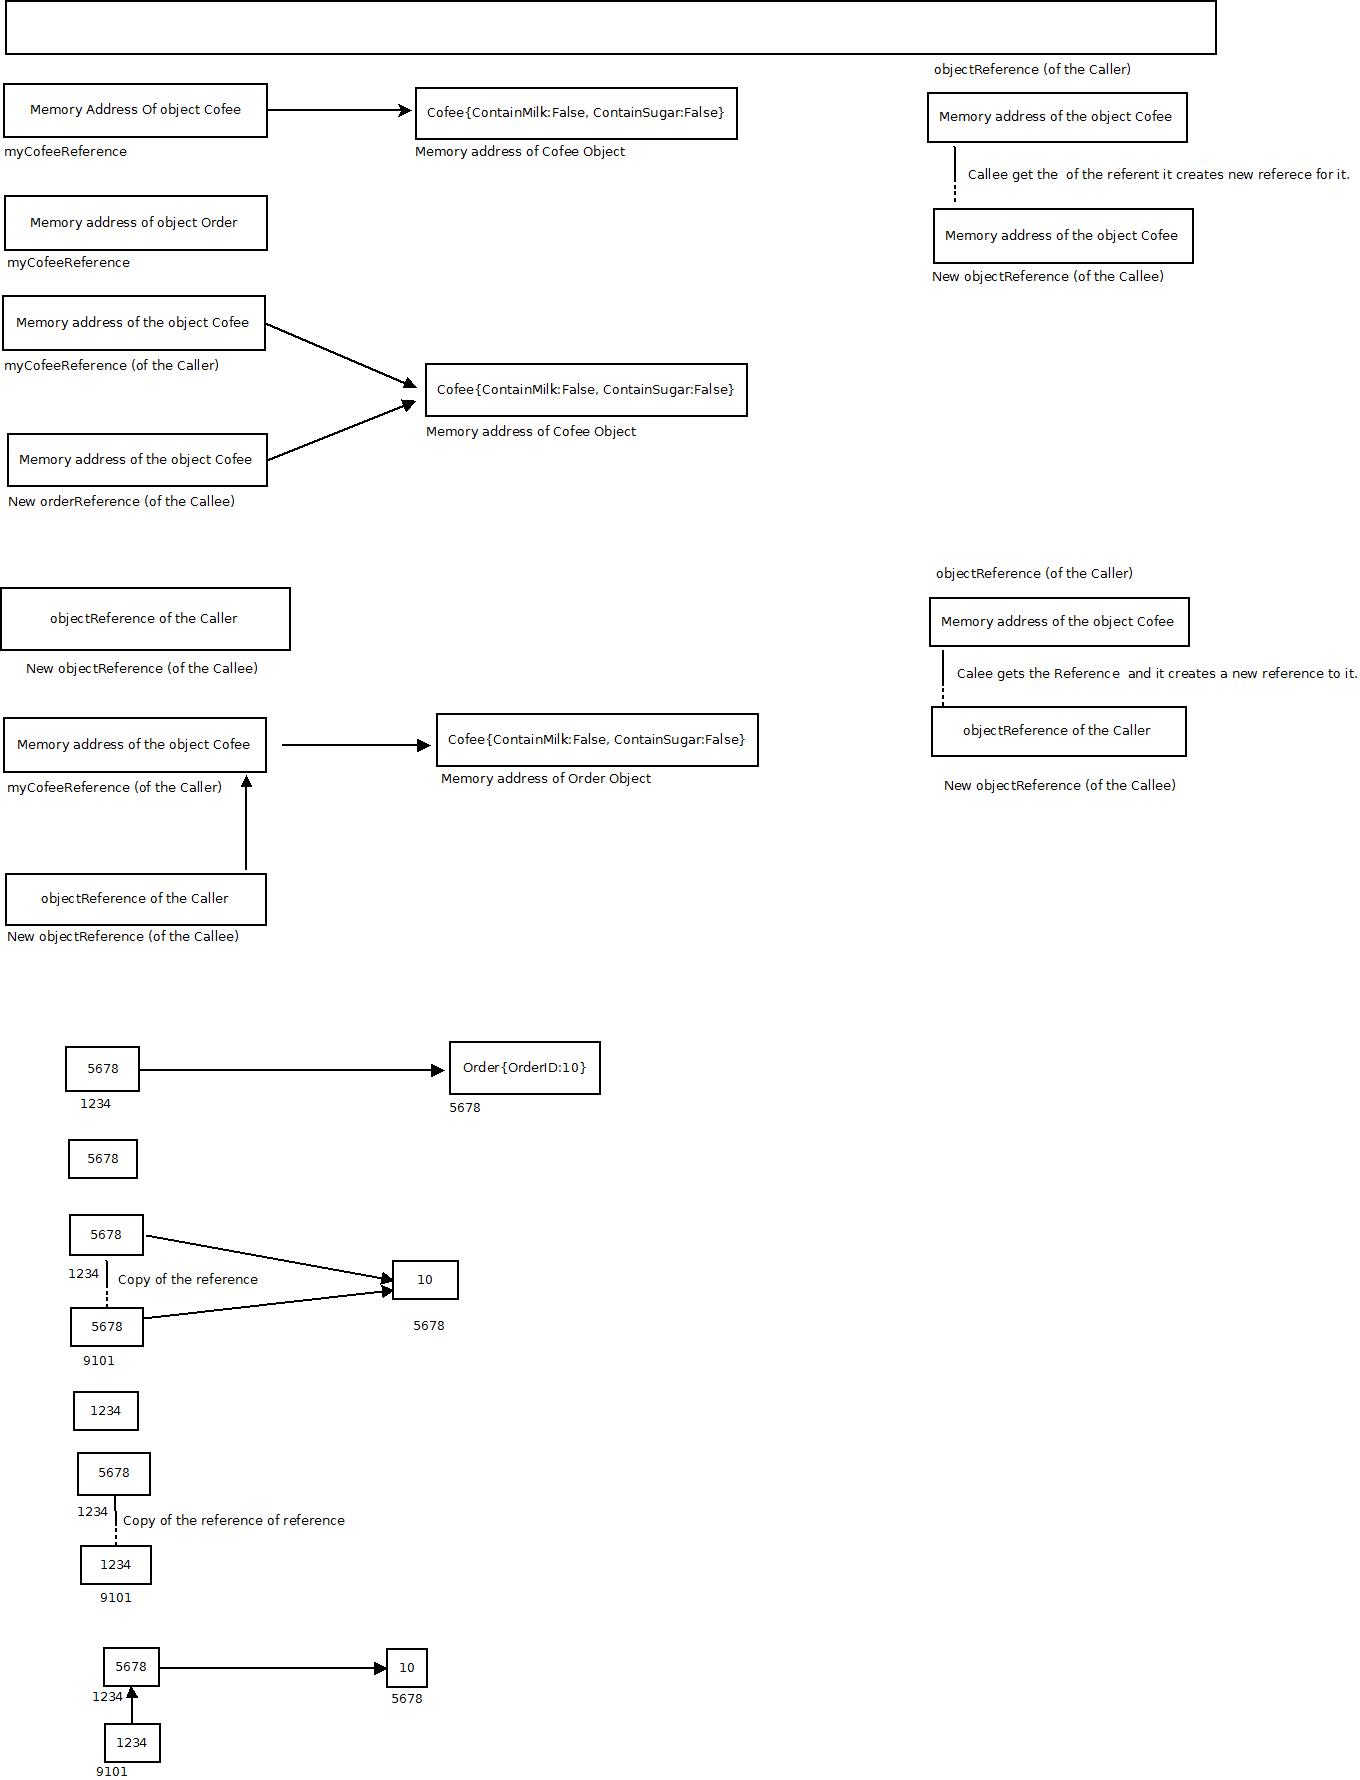 objectReference (of the Caller)
Memory Address Of object Cofee
Cofee{ContainMilk:False, ContainSugar:False}
Memory address of the object Cofee
myCofeeReference
Memory address of Cofee Object
Callee get the  of the referent it creates new referece for it.
Memory address of object Order
Memory address of the object Cofee
myCofeeReference
New objectReference (of the Callee)
Memory address of the object Cofee
myCofeeReference (of the Caller)
Cofee{ContainMilk:False, ContainSugar:False}
Memory address of Cofee Object
Memory address of the object Cofee
New orderReference (of the Callee)
objectReference (of the Caller)
objectReference of the Caller
Memory address of the object Cofee
New objectReference (of the Callee)
Calee gets the Reference  and it creates a new reference to it.
objectReference of the Caller
New objectReference (of the Callee)
Memory address of the object Cofee
Cofee{ContainMilk:False, ContainSugar:False}
myCofeeReference (of the Caller)
Memory address of Order Object
objectReference of the Caller
New objectReference (of the Callee)
5678
Order{OrderID:10}
1234
5678
5678
5678
1234
Copy of the reference
10
5678
5678
9101
1234
5678
1234
Copy of the reference of reference
1234
9101
5678
10
1234
5678
1234
9101